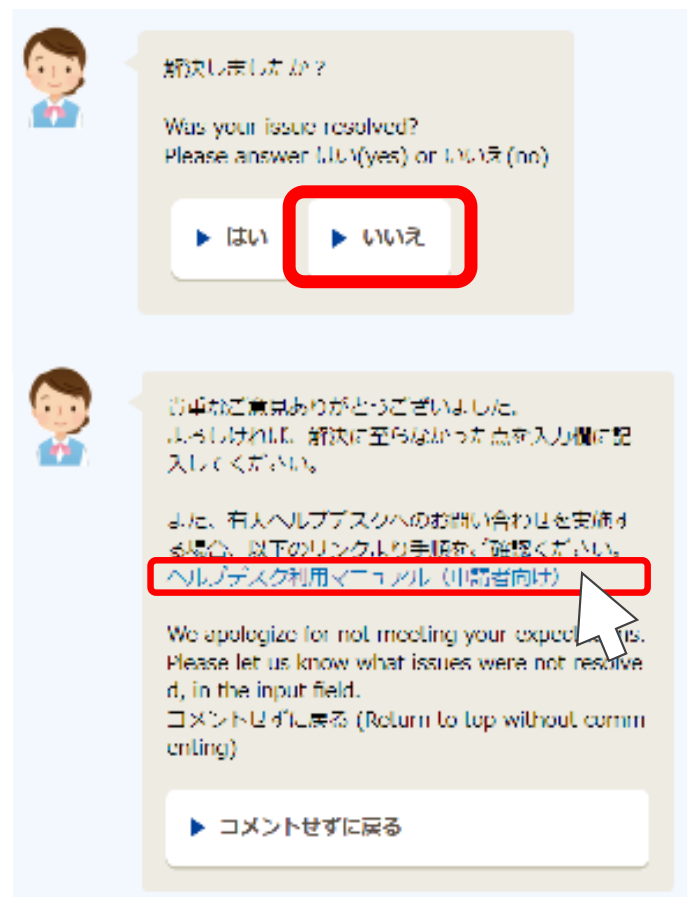 解決しましたか？
Was your issue resolved?
Please answer はい(yes) or いいえ(no)
はい
いいえ
貴重なご意見ありがとうございました。
よろしければ、解決に至らなかった点を入力欄に記
入してください。
また、有人ヘルプデスクへのお問い合わせを実施す
る場合、以下のリンクより手順をご確認ください。
ヘルプデスク利用マニュアル（申請者向け）
We apologize for not meeting your expectations.
Please let us know what issues were not resolve
d, in the input field.
コメントせずに戻る (Return to top without comm
enting)
コメントせずに戻る